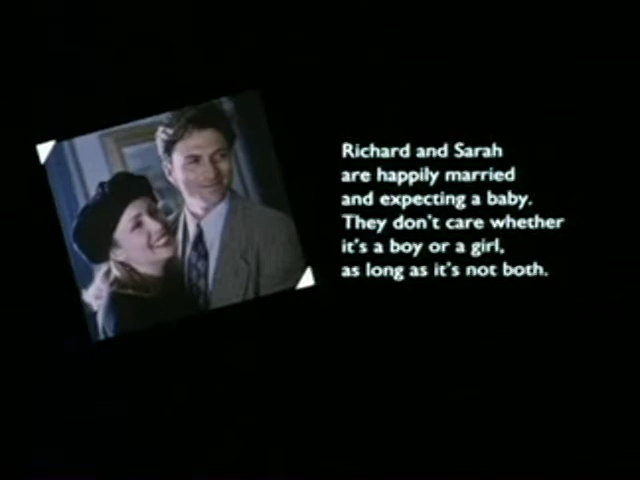 Richard and Sarah
are happily married
and expecting a baby.
They don't care whether
it's a boy or a girl,
as long as it's not both.